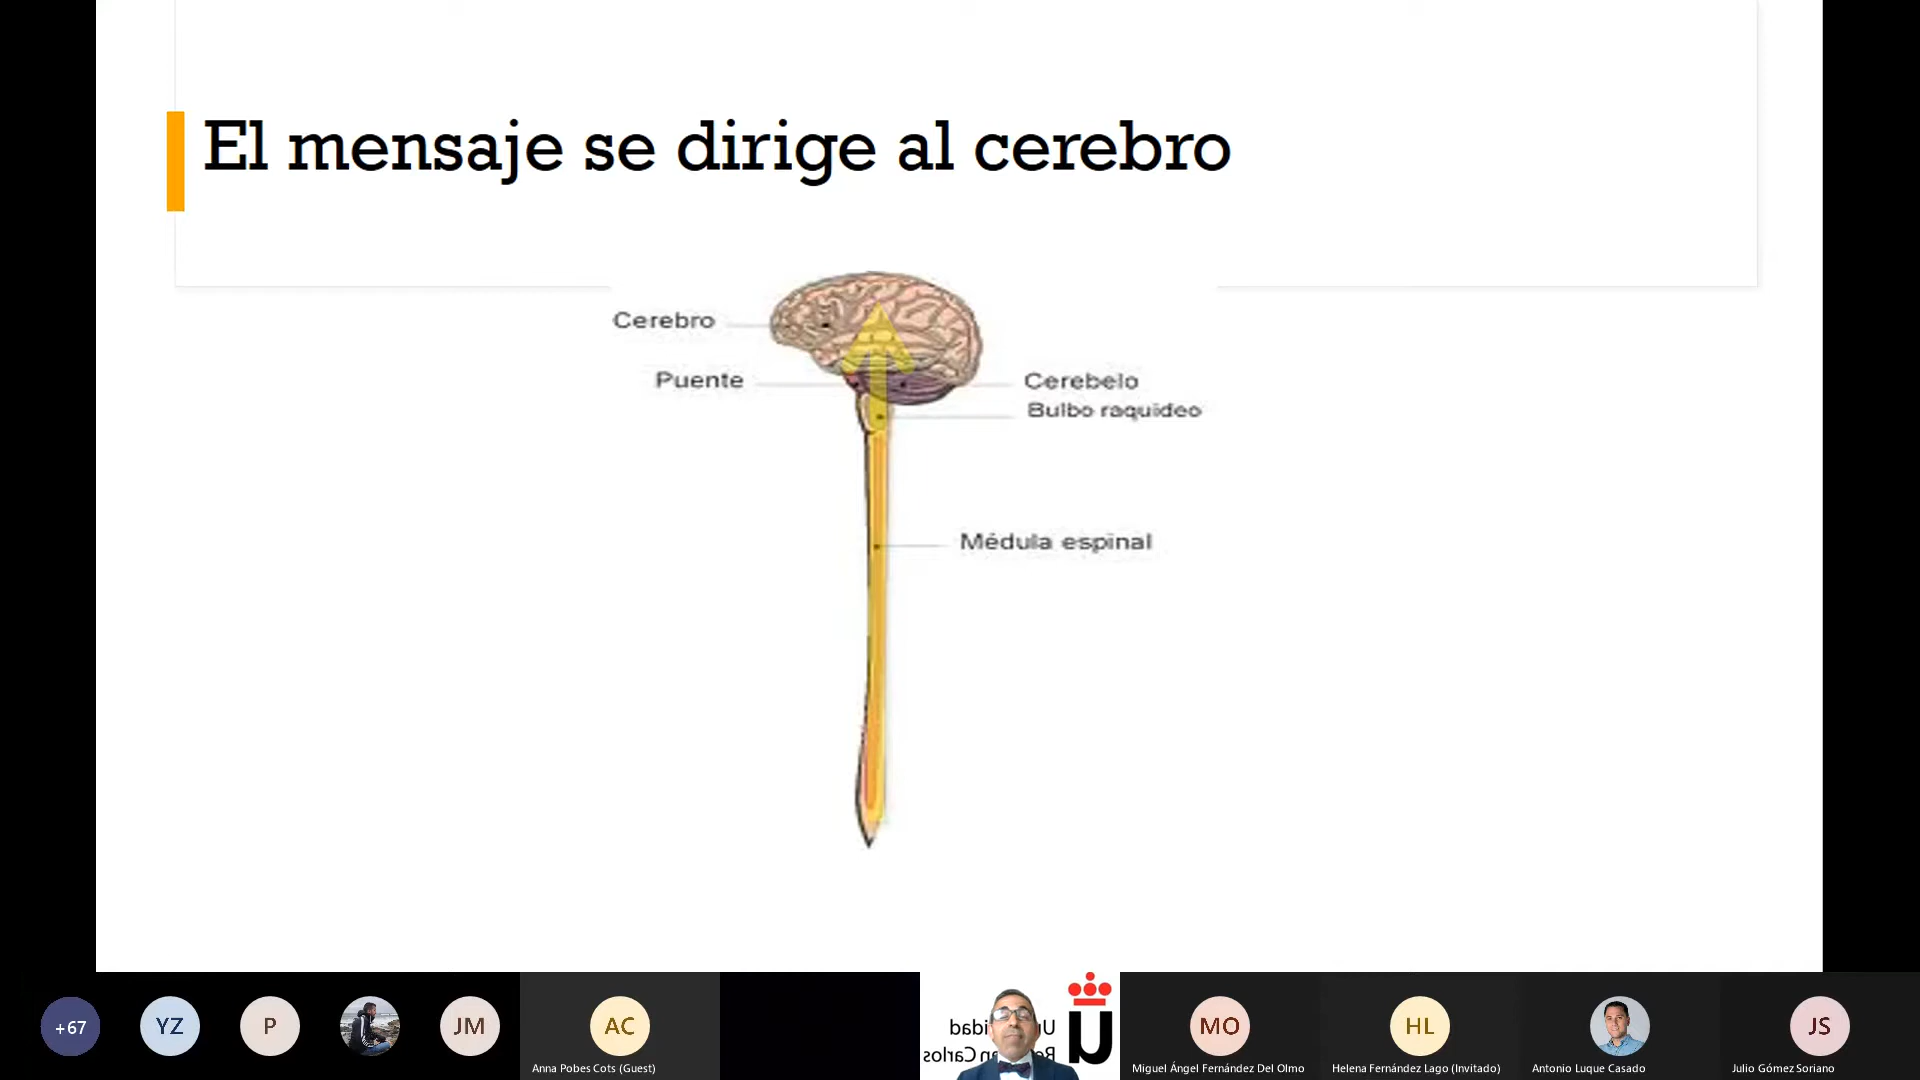 El mensaje se dirige al cerebro
Cerebro
Puente
Cerebelo
Bulbo raquideo
Médula espinal
+67
YZ
P
JM
AC
Anna Pobes Cots (Guest)
MO
Miguel Ángel Fernández Del Olmo
HL
Helena Fernández Lago (Invitado)
Antonio Luque Casado
JS
Julio Gómez Soriano